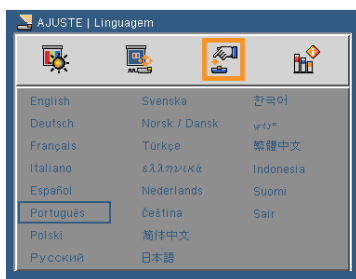 AJUSTE | Linguagem
English Svenska 한국어
Deutsch Norsk / Dansk
Français Türkçe 繁體中文
Italiano ελληνικά Indonesia
Español Nederlands Suomi
Português Čeština Sair
Polski 简体中文
Русский 日本語